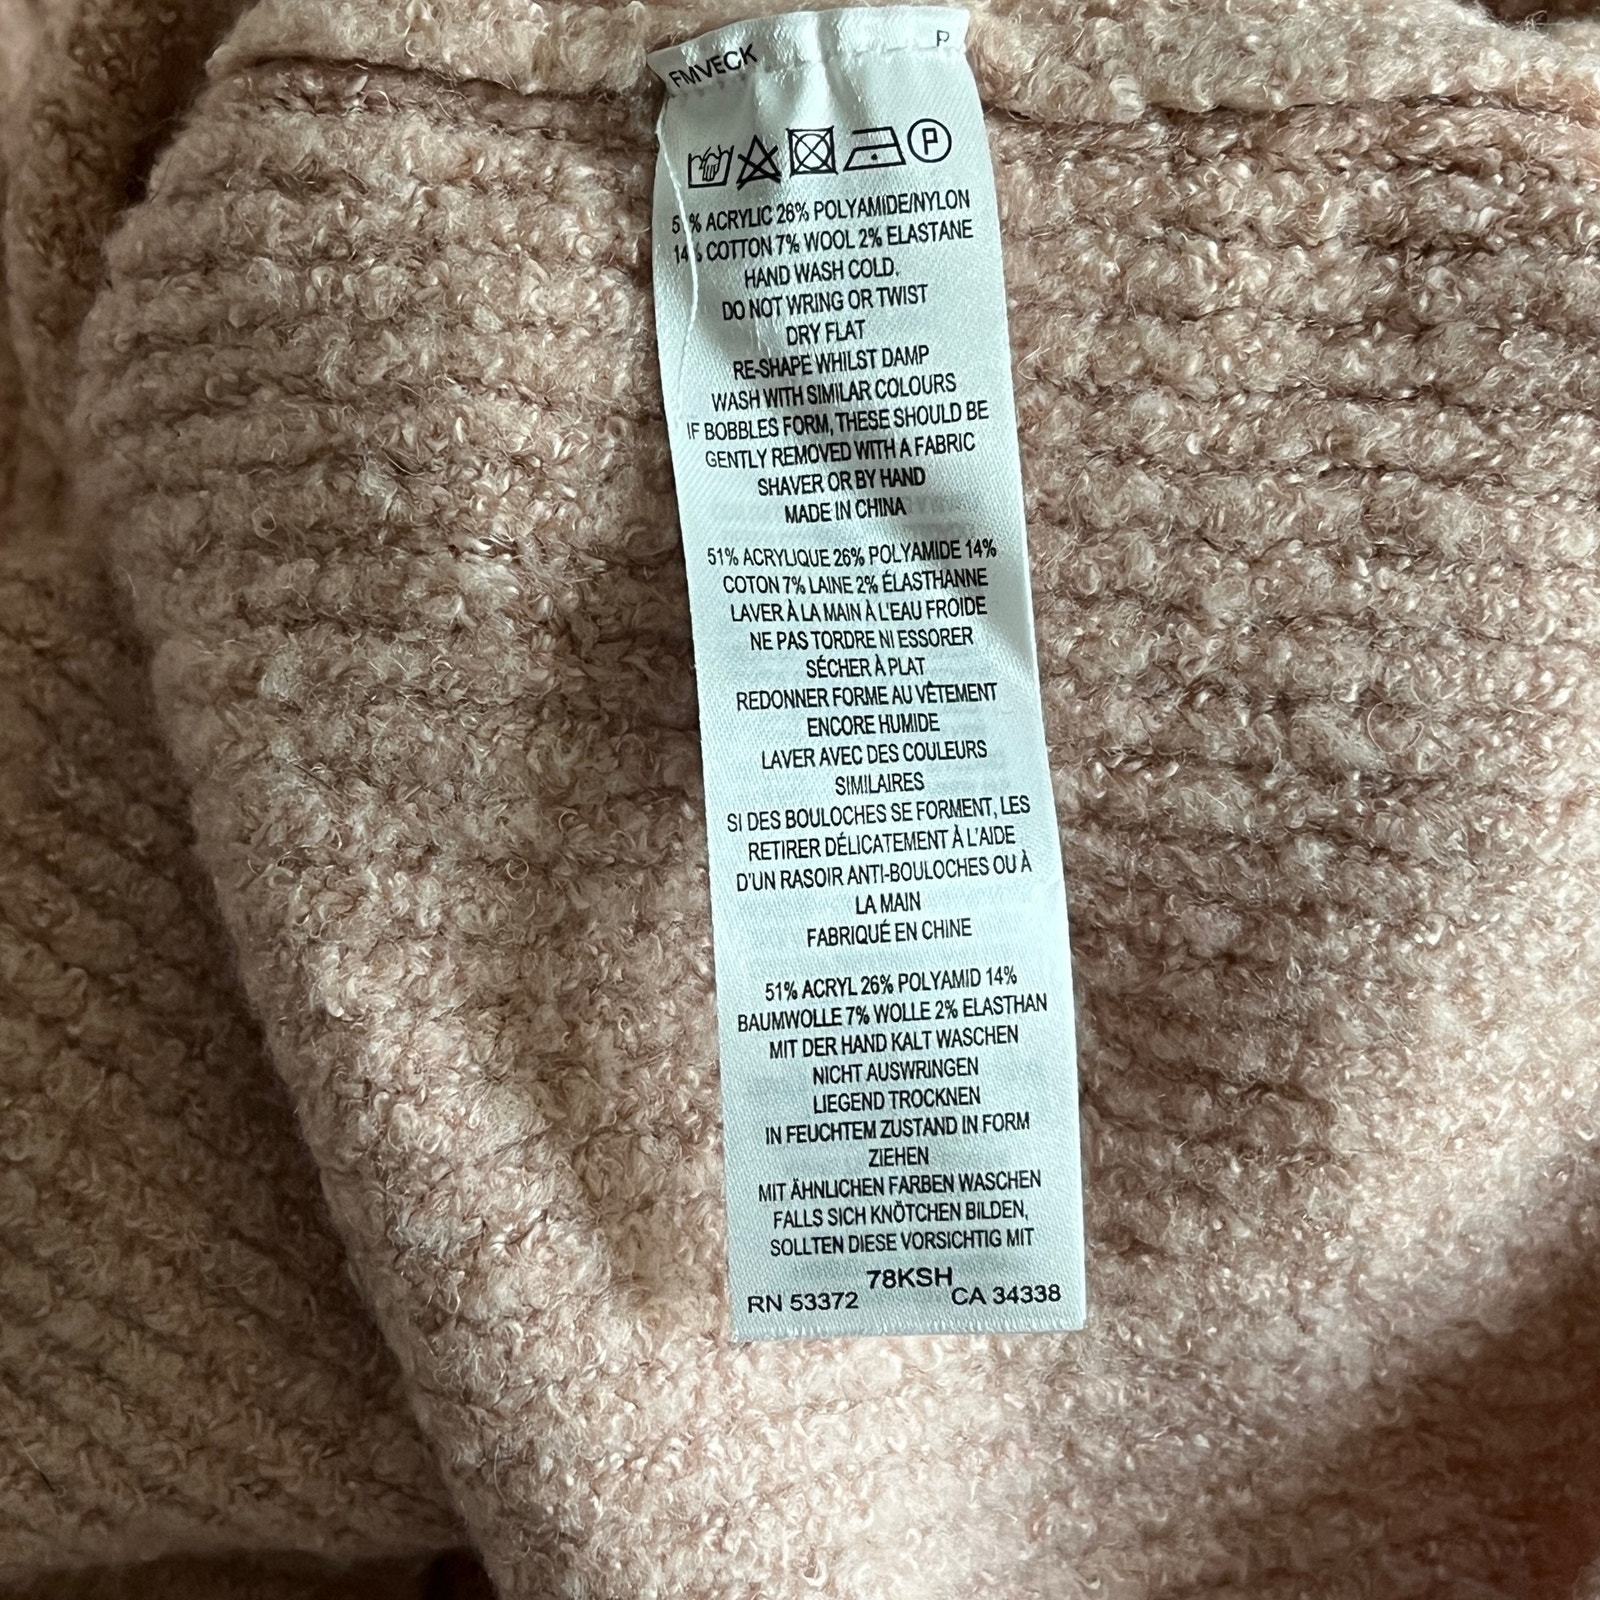 FMVECK P
P
5 % ACRYLIC 26% POLYAMIDE/NYLON
14% COTTON 7% WOOL 2% ELASTANE
HAND WASH COLD.
DO NOT WRING OR TWIST
DRY FLAT
RE-SHAPE WHILST DAMP
WASH WITH SIMILAR COLOURS
IF BOBBLES FORM, THESE SHOULD BE
GENTLY REMOVED WITH A FABRIC
SHAVER OR BY HAND
MADE IN CHINA
51% ACRYLIQUE 26% POLYAMIDE 14%
COTON 7% LAINE 2% ÉLASTHANNE
LAVER À LA MAIN À L'EAU FROIDE
NE PAS TORDRE NI ESSORER
SÉCHER À PLAT
REDONNER FORME AU VÊTEMENT
ENCORE HUMIDE
LAVER AVEC DES COULEURS
SIMILAIRES
SI DES BOULOCHES SE FORMENT, LES
RETIRER DÉLICATEMENT À L'AIDE
D'UN RASOIR ANTI-BOULOCHES OU À
LA MAIN
FABRIQUÉ EN CHINE
51% ACRYL 26% POLYAMID 14%
BAUMWOLLE 7% WOLLE 2% ELASTHAN
MIT DER HAND KALT WASCHEN
NICHT AUSWRINGEN
LIEGEND TROCKNEN
IN FEUCHTEM ZUSTAND IN FORM
ZIEHEN
MIT ÄHNLICHEN FARBEN WASCHEN
FALLS SICH KNÖTCHEN BILDEN,
SOLLTEN DIESE VORSICHTIG MIT
78KSH
RN 53372 CA 34338